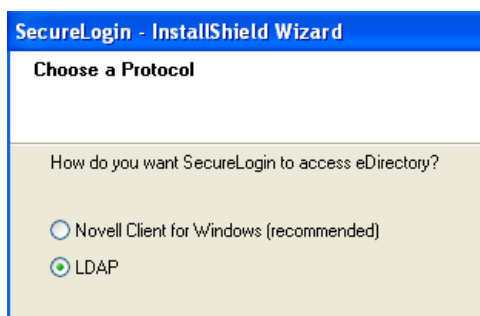 SecureLogin - InstallShield Wizard
Choose a Protocol
How do you want SecureLogin to access eDirectory?
Novell Client for Windows (recommended)
LDAP